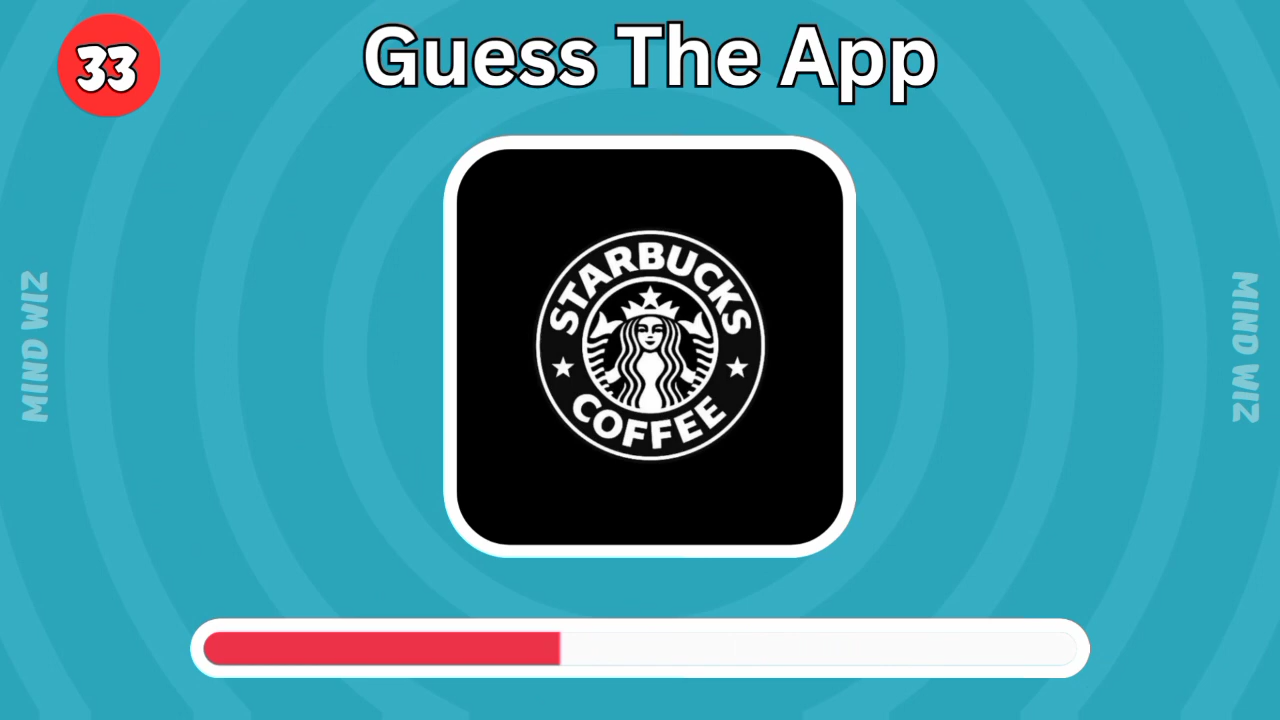 33
Guess The App
STARBUCKS
COFFEE
MIND WIZ
MIND WIZ